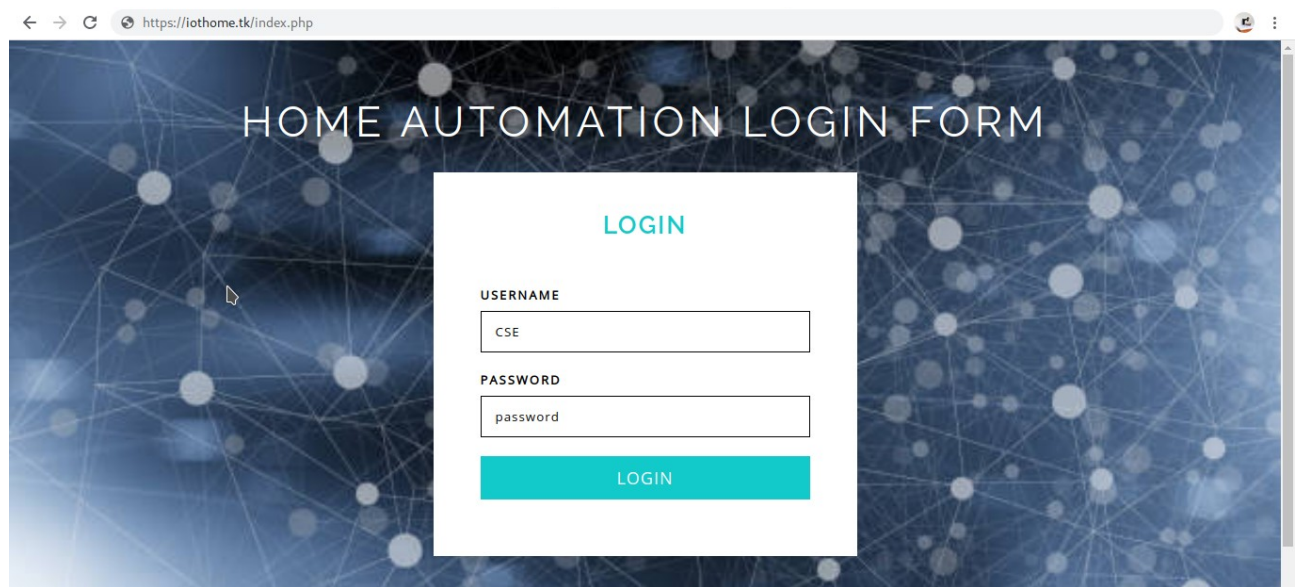 https://iothome.tk/index.php
HOME AUTOMATION LOGIN FORM
LOGIN
USERNAME
CSE
PASSWORD
password
LOGIN